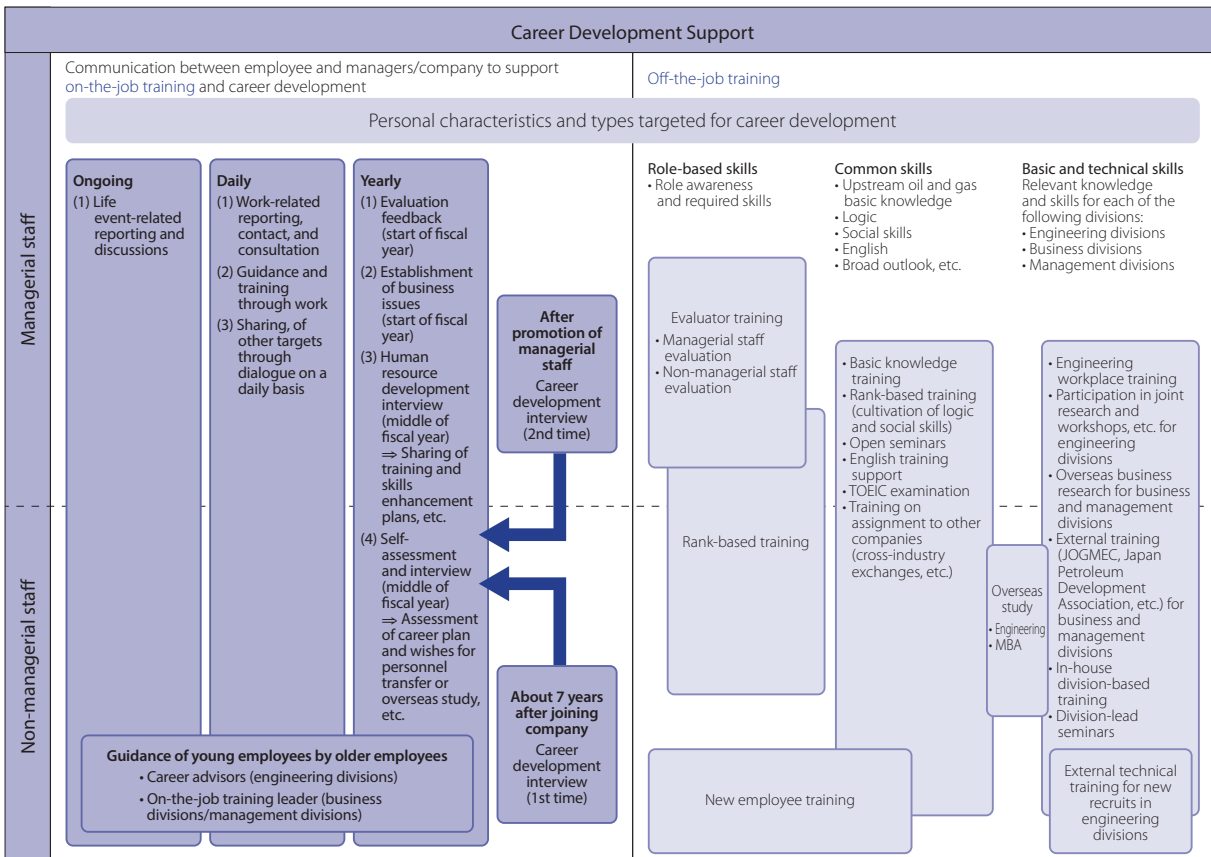 Career Development Support
Managerial staff
Non-managerial staff
Communication between employee and managers/company to support
on-the-job training and career development
Off-the-job training
Personal characteristics and types targeted for career development
Ongoing
(1) Life
event-related
reporting and
discussions
Daily
(1) Work-related
reporting,
contact, and
consultation
(2) Guidance and
training
through work
(3) Sharing, of
other targets
through
dialogue on a
daily basis
Yearly
(1) Evaluation
feedback
(start of fiscal
year)
(2) Establishment
of business
issues
(start of fiscal
year)
(3) Human
resource
development
interview
(middle of
fiscal year)
⇒ Sharing of
training and
skills
enhancement
plans, etc.
(4) Self-
assessment
and interview
(middle of
fiscal year)
⇒ Assessment
of career plan
and wishes for
personnel
transfer or
overseas study,
etc.
After
promotion of
managerial
staff
Career
development
interview
(2nd time)
About 7 years
after joining
company
Career
development
interview
(1st time)
Guidance of young employees by older employees
• Career advisors (engineering divisions)
• On-the-job training leader (business
divisions/management divisions)
Role-based skills
• Role awareness
and required skills
Common skills
• Upstream oil and gas
basic knowledge
• Logic
• Social skills
• English
• Broad outlook, etc.
Basic and technical skills
Relevant knowledge
and skills for each of the
following divisions:
• Engineering divisions
• Business divisions
• Management divisions
Evaluator training
• Managerial staff
evaluation
• Non-managerial staff
evaluation
Rank-based training
• Basic knowledge
training
• Rank-based training
(cultivation of logic
and social skills)
• Open seminars
• English training
support
• TOEIC examination
• Training on
assignment to other
companies
(cross-industry
exchanges, etc.)
Overseas
study
• Engineering
• MBA
• Engineering
workplace training
• Participation in joint
research and
workshops, etc. for
engineering
divisions
• Overseas business
research for business
and management
divisions
• External training
(JOGMEC, Japan
Petroleum
Development
Association, etc.) for
business and
management
divisions
• In-house
division-based
training
• Division-lead
seminars
New employee training
External technical
training for new
recruits in
engineering
divisions